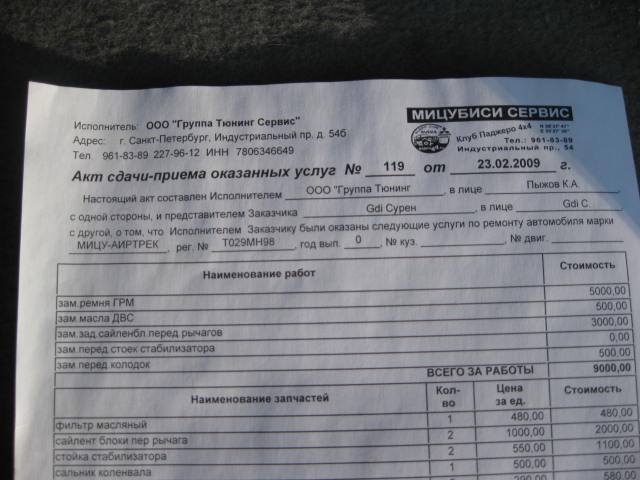 МИЦУБИСИ СЕРВИС
Исполнитель: ООО "Группа Тюнинг Сервис"
Адрес: г. Санкт-Петербург, Индустриальный пр. д. 54б
Тел. 961-83-89 227-96-12 ИНН 7806346649
Клуб Паджеро 4x4
Тел.: 961-83-89
Индустриальный пр., 54
Акт сдачи-приема оказанных услуг № 119 от 23.02.2009 г.
Настоящий акт составлен Исполнителем ООО "Группа Тюнинг , в лице Пыжов К.А.
с одной стороны, и представителем Заказчика Gdi Сурен , в лице Gdi С.
с другой, о том, что Исполнителем Заказчику были оказаны следующие услуги по ремонту автомобиля марки
МИЦУ-АИРТРЕК , рег. № Т029МН98 , год вып. 0 , № куз. , № двиг.
Наименование работ Стоимость
зам.ремня ГРМ 5000,00
зам.масла ДВС 500,00
зам.зад.сайленбл.перед.рычагов 3000,00
зам.перед.стоек стабилизатора 0,00
зам.перед.колодок 500,00
ВСЕГО ЗА РАБОТЫ 9000,00
Наименование запчастей Кол-во Цена за ед. Стоимость
фильтр масляный 1 480,00 480,00
сайлент блоки пер рычага 2 1000,00 2000,00
стойка стабилизатора 2 550,00 1100,00
сальник коленвала 1 500,00 500,00
580,00